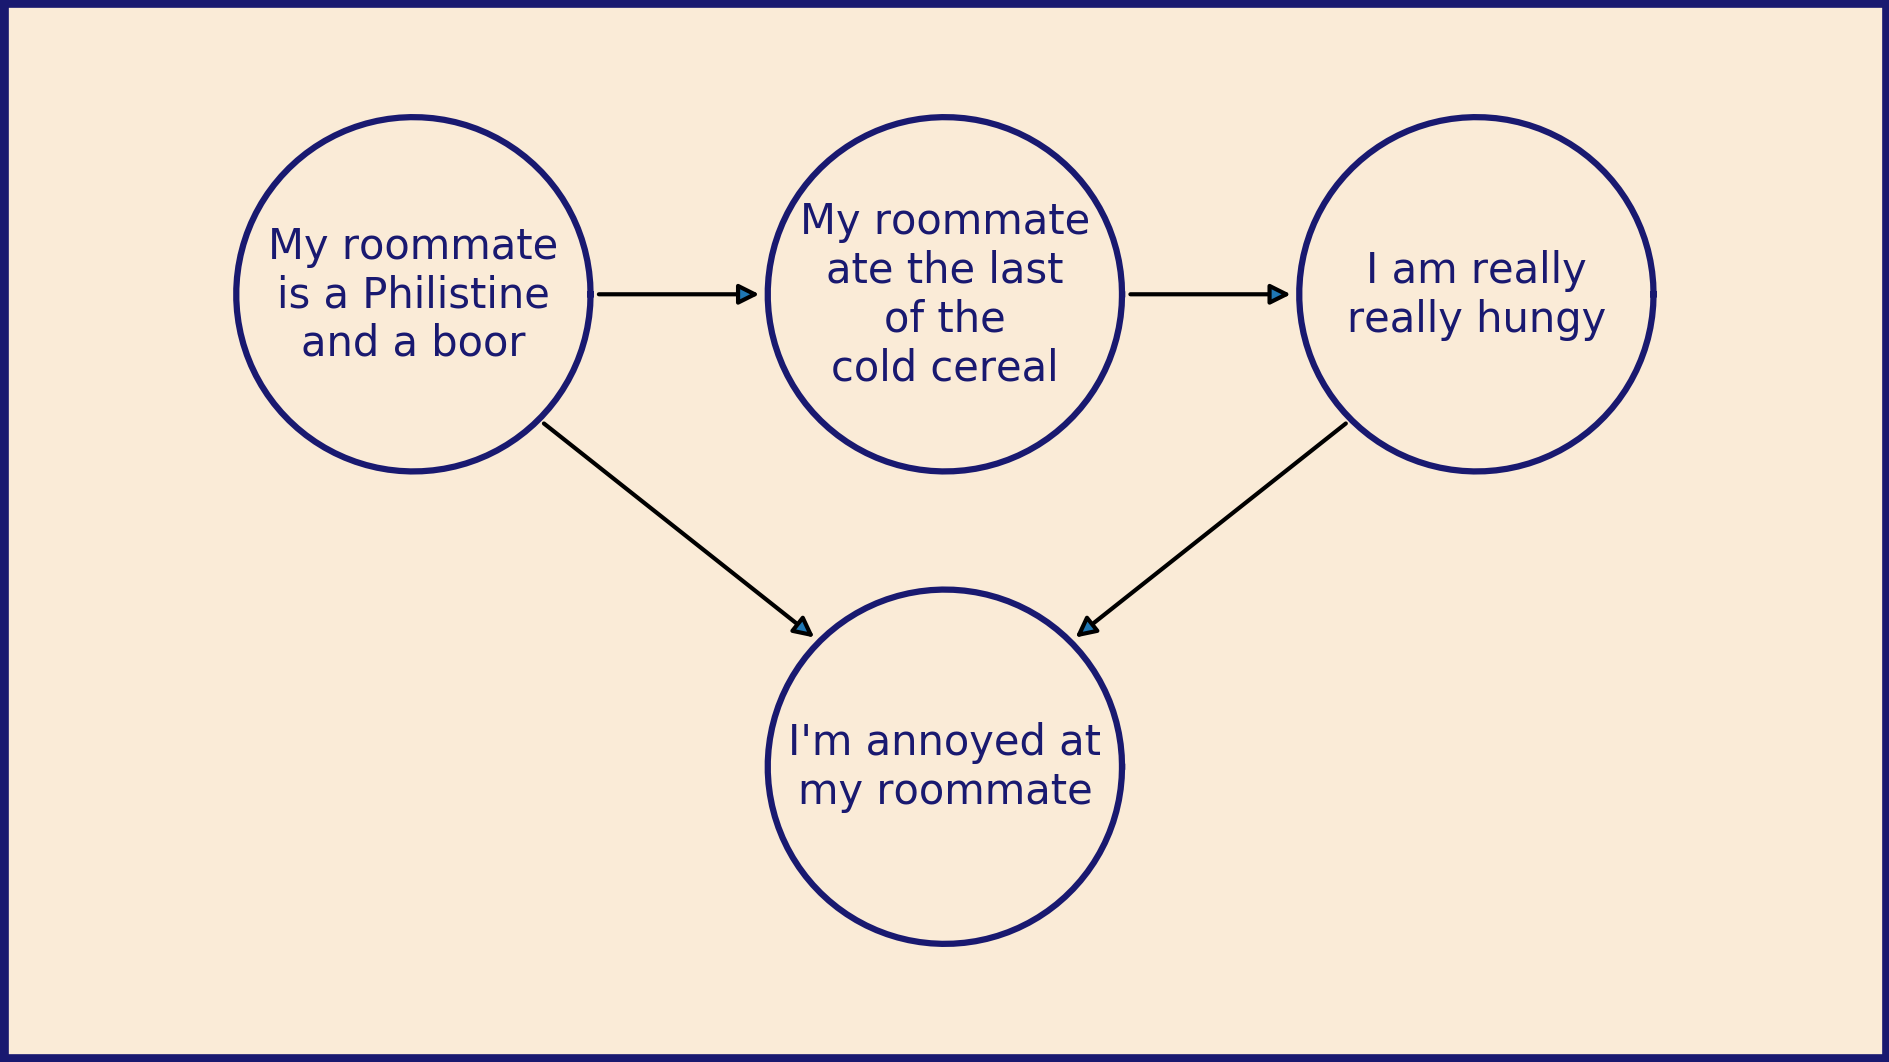 My roommate
is a Philistine
and a boor
My roommate
ate the last
of the
cold cereal
I am really
really hungy
I'm annoyed at
my roommate